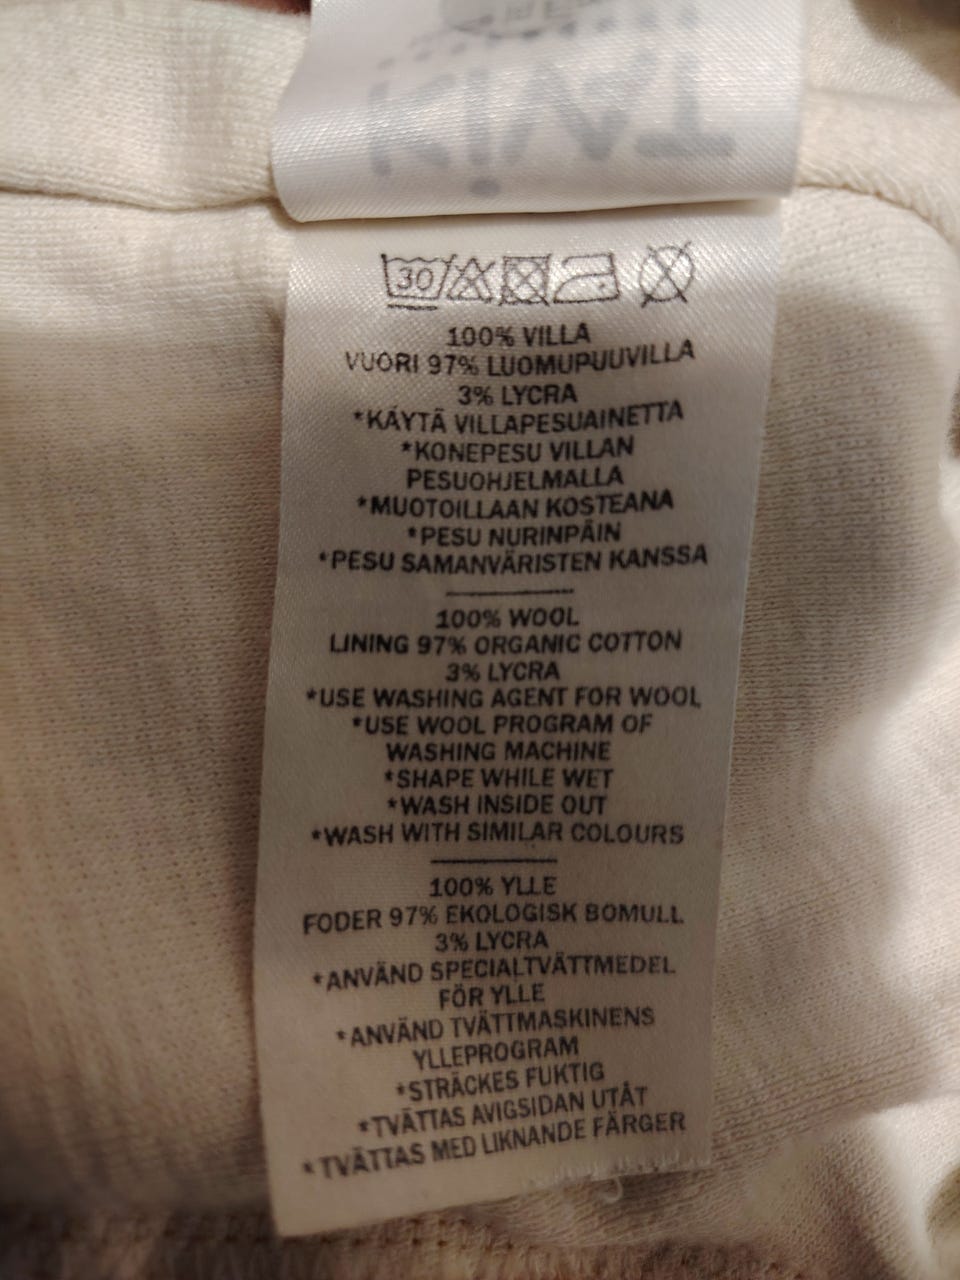 TAIKA
30
100% VILLA
VUORI 97% LUOMUPUUVILLA
3% LYCRA
*KÄYTÄ VILLAPESUAINETTA
*KONEPESU VILLAN
PESUOHJELMALLA
*MUOTOILLAAN KOSTEANA
*PESU NURINPÄIN
*PESU SAMANVÄRISTEN KANSSA
100% WOOL
LINING 97% ORGANIC COTTON
3% LYCRA
*USE WASHING AGENT FOR WOOL
*USE WOOL PROGRAM OF
WASHING MACHINE
*SHAPE WHILE WET
*WASH INSIDE OUT
*WASH WITH SIMILAR COLOURS
100% YLLE
FODER 97% EKOLOGISK BOMULL
3% LYCRA
*ANVÄND SPECIALTVÄTTMEDEL
FÖR YLLE
*ANVÄND TVÄTTMASKINENS
YLLEPROGRAM
*STRÄCKES FUKTIG
*TVÄTTAS AVIGSIDAN UTÅT
*TVÄTTAS MED LIKNANDE FÄRGER